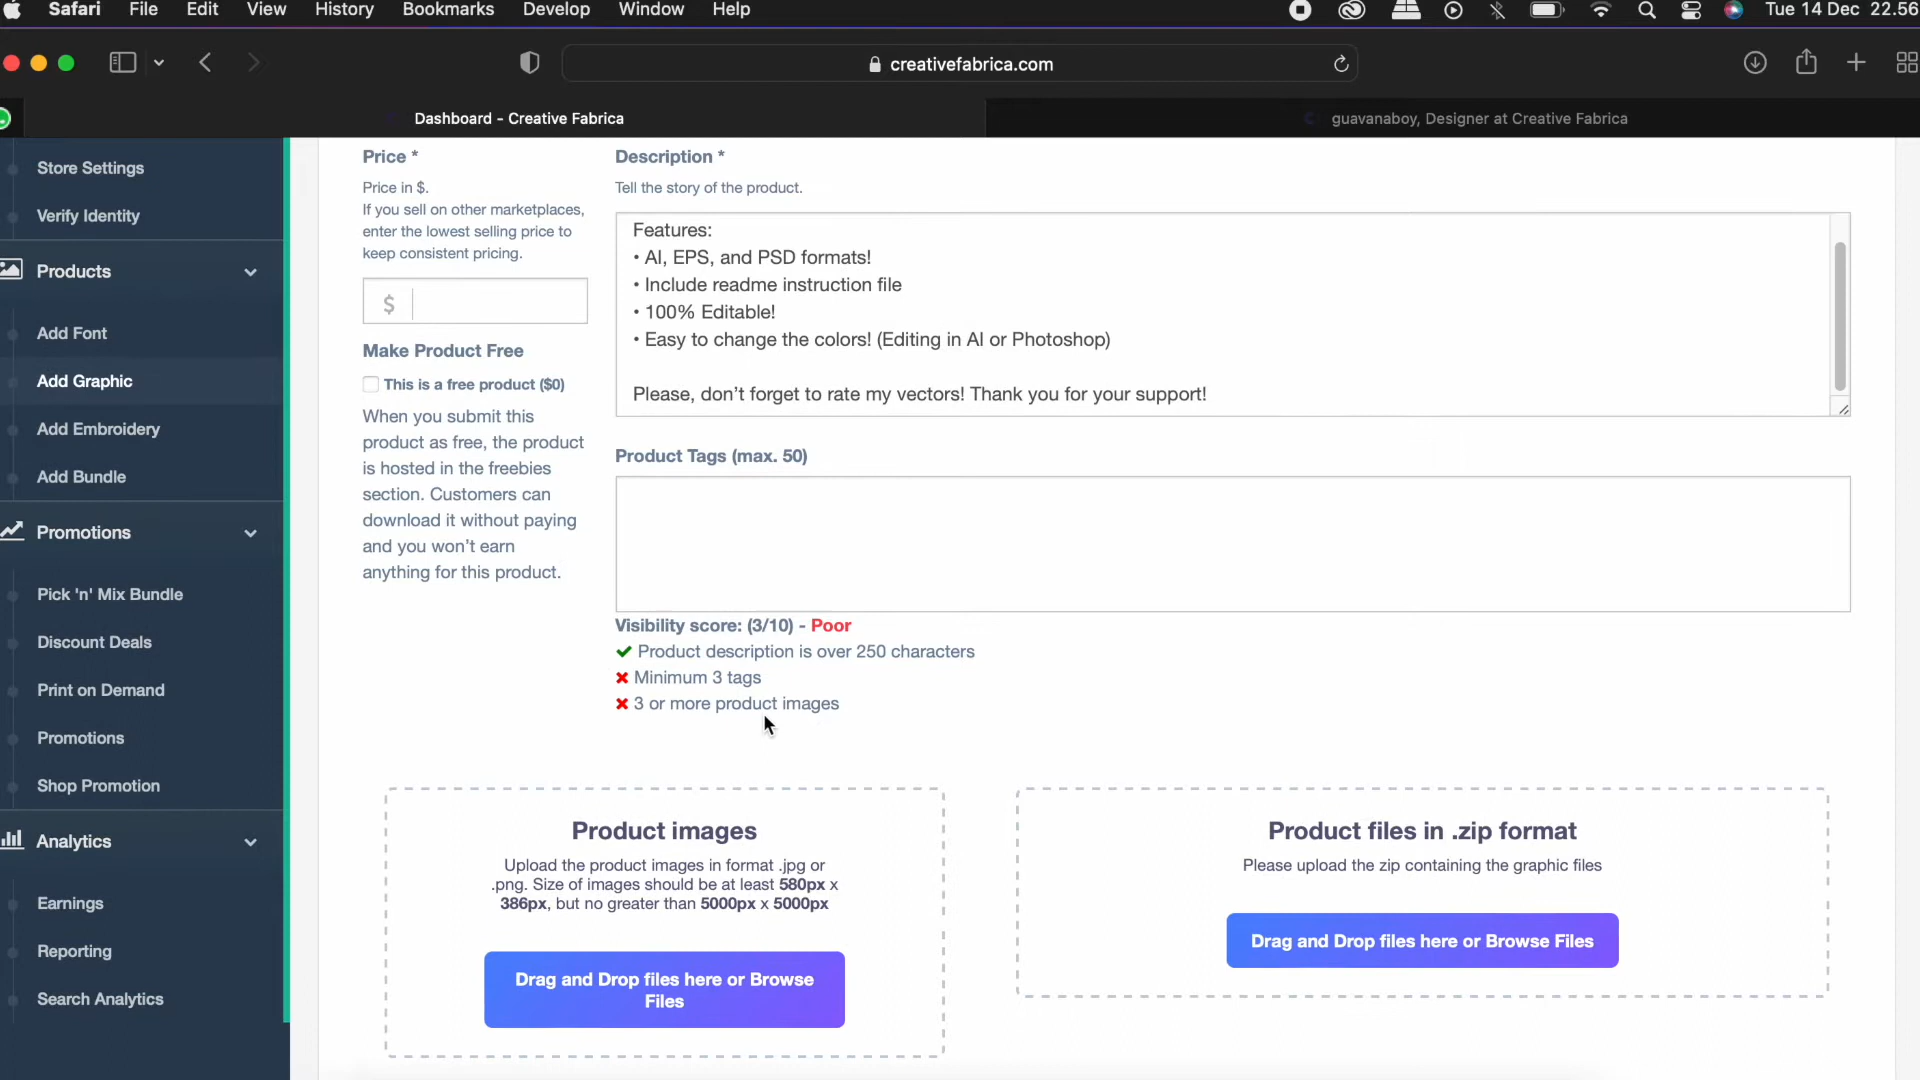 Safari File Edit View History Bookmarks Develop Window Help Tue 14 Dec 22.56
creativefabrica.com
Dashboard - Creative Fabrica
guavanaboy, Designer at Creative Fabrica
Store Settings
Verify Identity
Products
Add Font
Add Graphic
Add Embroidery
Add Bundle
Promotions
Pick 'n' Mix Bundle
Discount Deals
Print on Demand
Promotions
Shop Promotion
Analytics
Earnings
Reporting
Search Analytics
Price *
Price in $.
If you sell on other marketplaces,
enter the lowest selling price to
keep consistent pricing.
$
Make Product Free
This is a free product ($0)
When you submit this
product as free, the product
is hosted in the freebies
section. Customers can
download it without paying
and you won't earn
anything for this product.
Description *
Tell the story of the product.
Features:
• AI, EPS, and PSD formats!
• Include readme instruction file
• 100% Editable!
• Easy to change the colors! (Editing in AI or Photoshop)
Please, don't forget to rate my vectors! Thank you for your support!
Product Tags (max. 50)
Visibility score: (3/10) - Poor
Product description is over 250 characters
Minimum 3 tags
3 or more product images
Product images
Upload the product images in format .jpg or
.png. Size of images should be at least 580px x
386px, but no greater than 5000px x 5000px
Drag and Drop files here or Browse
Files
Product files in .zip format
Please upload the zip containing the graphic files
Drag and Drop files here or Browse Files